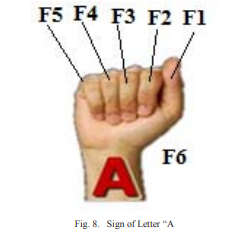 F5 F4 F3 F2 F1
F6
A
Fig. 8. Sign of Letter “A